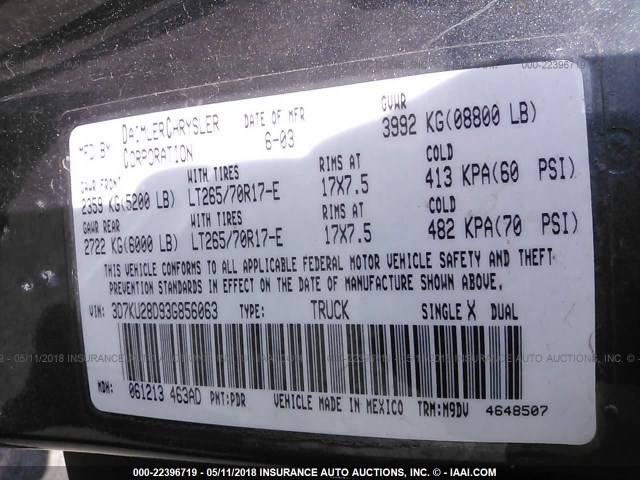 000-22396719
MFD BY DAIMLERCHRYSLER CORPORATION
DATE OF MFR 6-03
GVWR 3992 KG(08800 LB)
GAWR FRONT WITH TIRES RIMS AT COLD
2359 KG(5200 LB) LT265/70R17-E 17X7.5 413 KPA(60 PSI)
GAWR REAR WITH TIRES RIMS AT COLD
2722 KG(6000 LB) LT265/70R17-E 17X7.5 482 KPA(70 PSI)
THIS VEHICLE CONFORMS TO ALL APPLICABLE FEDERAL MOTOR VEHICLE SAFETY AND THEFT
PREVENTION STANDARDS IN EFFECT ON THE DATE OF MANUFACTURE SHOWN ABOVE.
VIN: 3D7KU28D93G856063 TYPE: TRUCK SINGLE X DUAL
MDH: 061213 463AD PNT:PDR VEHICLE MADE IN MEXICO TRM:M9DV 4648507
000-22396719 - 05/11/2018 INSURANCE AUTO AUCTIONS, INC. - IAAI.COM